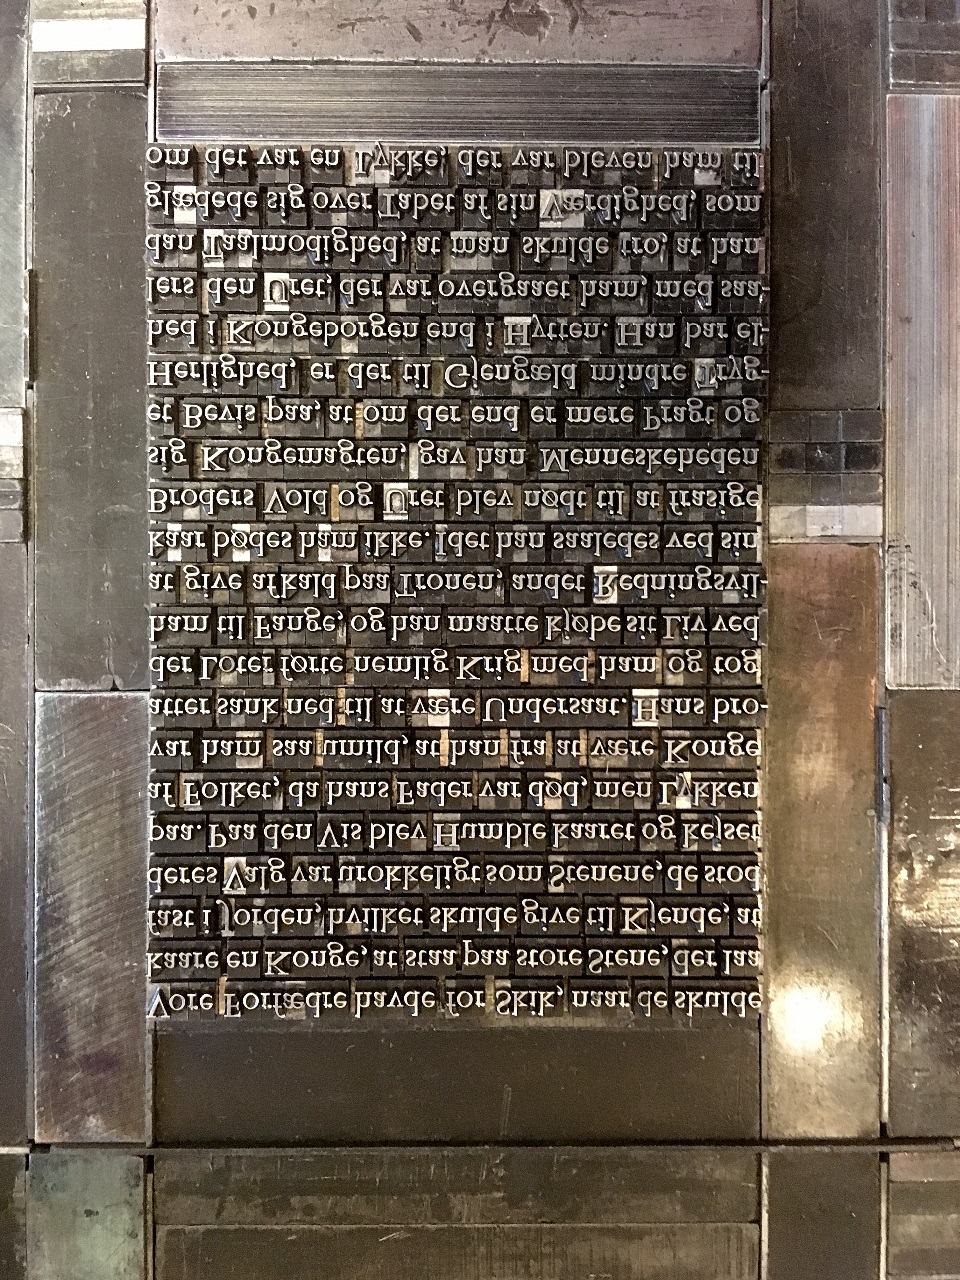 Vore Forfædre havde for Skik, naar de skulde
kaare en Konge, at staa paa store Stene, der laa
fast i Jorden, hvilket skulde give til Kjende, at
deres Valg var urokkeligt som Stenene, de stod
paa. Paa den Vis blev Humble kaaret og kejset
af Folket, da hans Fader var død, men Lykken
var ham saa umild, at han fra at være Konge
atter sank ned til at være Undersaat. Hans bro-
der Loter førte nemlig Krig med ham og tog
ham til Fange, og han maatte kjøbe sit Liv ved
at give afkald paa Tronen, andet Redningsvil-
kaar bødes ham ikke. Idet han saaledes ved sin
Broders Vold og Uret blev nødt til at frasige
sig Kongemagten, gav han Menneskeheden
et Bevis paa, at om der end er mere Pragt og
Herlighed, er der til Gjengæld mindre Tryg-
hed i Kongeborgen end i Hytten. Han bar el-
lers den Uret, der var overgaaet ham, med saa-
dan Taalmodighed, at man skulde tro, at han
glædede sig over Tabet af sin Værdighed, som
om det var en Lykke, der var bleven ham til